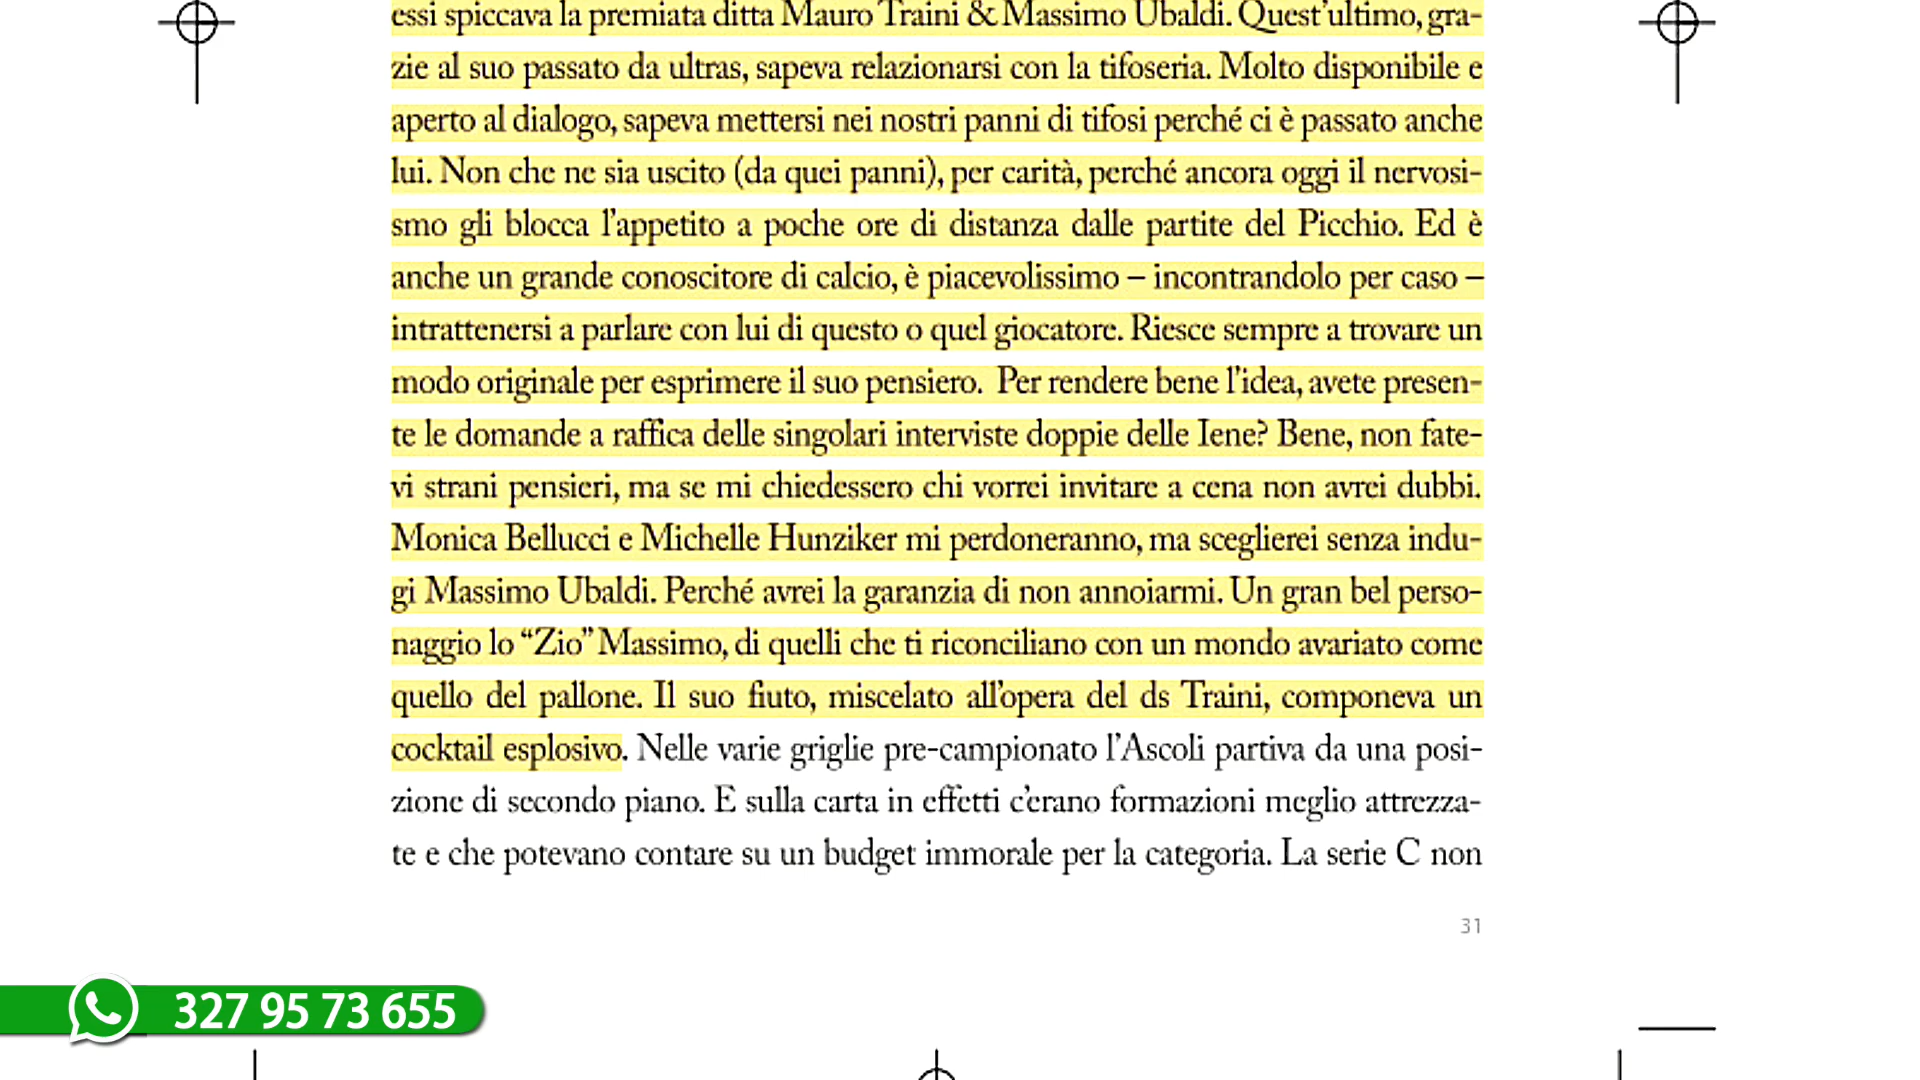 essi spiccava la premiata ditta Mauro Traini & Massimo Ubaldi. Quest'ultimo, gra-
zie al suo passato da ultras, sapeva relazionarsi con la tifoseria. Molto disponibile e
aperto al dialogo, sapeva mettersi nei nostri panni di tifosi perché ci è passato anche
lui. Non che ne sia uscito (da quei panni), per carità, perché ancora oggi il nervosi-
smo gli blocca l'appetito a poche ore di distanza dalle partite del Picchio. Ed è
anche un grande conoscitore di calcio, è piacevolissimo – incontrandolo per caso –
intrattenersi a parlare con lui di questo o quel giocatore. Riesce sempre a trovare un
modo originale per esprimere il suo pensiero. Per rendere bene l'idea, avete presen-
te le domande a raffica delle singolari interviste doppie delle Iene? Bene, non fate-
vi strani pensieri, ma se mi chiedessero chi vorrei invitare a cena non avrei dubbi.
Monica Bellucci e Michelle Hunziker mi perdoneranno, ma sceglierei senza indu-
gi Massimo Ubaldi. Perché avrei la garanzia di non annoiarmi. Un gran bel perso-
naggio lo “Zio” Massimo, di quelli che ti riconciliano con un mondo avariato come
quello del pallone. Il suo fiuto, miscelato all'opera del ds Traini, componeva un
cocktail esplosivo. Nelle varie griglie pre-campionato l'Ascoli partiva da una posi-
zione di secondo piano. E sulla carta in effetti c'erano formazioni meglio attrezza-
te e che potevano contare su un budget immorale per la categoria. La serie C non
31
327 95 73 655